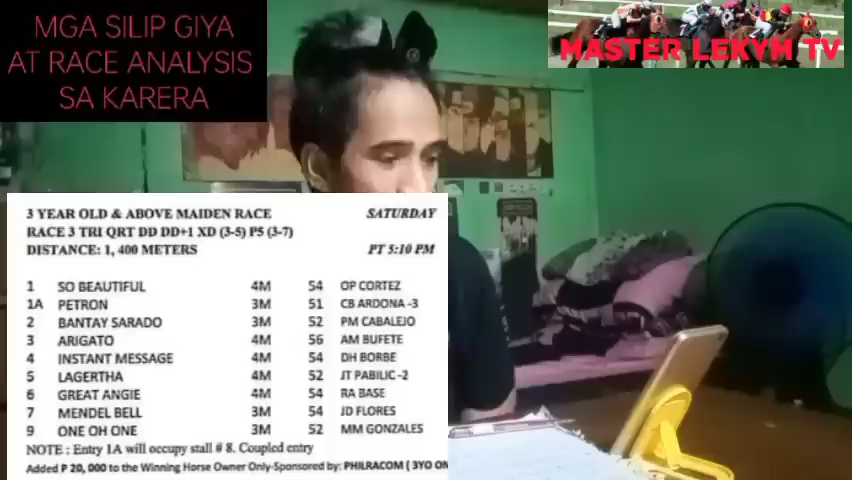 MGA SILIP GIYA
AT RACE ANALYSIS
SA KARERA
MASTER LEKYM TV
3 YEAR OLD & ABOVE MAIDEN RACE SATURDAY
RACE 3 TRI QRT DD DD+1 XD (3-5) P5 (3-7)
DISTANCE: 1, 400 METERS PT 5:10 PM
1 SO BEAUTIFUL 4M 54 OP CORTEZ
1A PETRON 3M 51 CB ARDONA -3
2 BANTAY SARADO 3M 52 PM CABALEJO
3 ARIGATO 4M 56 AM BUFETE
4 INSTANT MESSAGE 4M 54 DH BORBE
5 LAGERTHA 4M 52 JT PABILIC -2
6 GREAT ANGIE 4M 54 RA BASE
7 MENDEL BELL 3M 54 JD FLORES
9 ONE OH ONE 3M 52 MM GONZALES
NOTE : Entry 1A will occupy stall # 8. Coupled entry
Added P 20, 000 to the Winning Horse Owner Only-Sponsored by: PHILRACOM ( 3YO ON